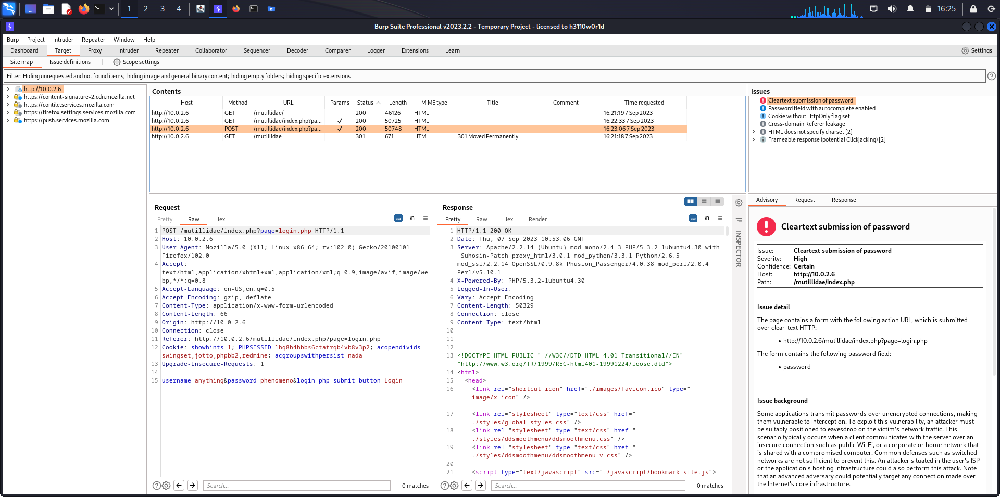 1 2 3 4 16:25
Burp Suite Professional v2023.2.2 - Temporary Project - licensed to h3110w0r1d
Burp Project Intruder Repeater Window Help
Dashboard Target Proxy Intruder Repeater Collaborator Sequencer Decoder Comparer Logger Extensions Learn Settings
Site map Issue definitions Scope settings
Filter: Hiding unrequested and not found items; hiding image and general binary content; hiding empty folders; hiding specific extensions
http://10.0.2.6
https://content-signature-2.cdn.mozilla.net
https://contile.services.mozilla.com
https://firefox.settings.services.mozilla.com
https://push.services.mozilla.com
Contents
Host Method URL Params Status Length MIME type Title Comment Time requested
http://10.0.2.6 GET /mutillidae/ 200 46126 HTML 16:21:19 7 Sep 2023
http://10.0.2.6 GET /mutillidae/index.php?pa... ✓ 200 50725 HTML 16:22:33 7 Sep 2023
http://10.0.2.6 POST /mutillidae/index.php?pa... ✓ 200 50748 HTML 16:23:06 7 Sep 2023
http://10.0.2.6 GET /mutillidae 301 671 HTML 301 Moved Permanently 16:21:18 7 Sep 2023
Issues
Cleartext submission of password
Password field with autocomplete enabled
Cookie without HttpOnly flag set
Cross-domain Referer leakage
HTML does not specify charset [2]
Frameable response (potential Clickjacking) [2]
Request
Pretty Raw Hex \n
1 POST /mutillidae/index.php?page=login.php HTTP/1.1
2 Host: 10.0.2.6
3 User-Agent: Mozilla/5.0 (X11; Linux x86_64; rv:102.0) Gecko/20100101
Firefox/102.0
4 Accept:
text/html,application/xhtml+xml,application/xml;q=0.9,image/avif,image/we
bp,*/*;q=0.8
5 Accept-Language: en-US,en;q=0.5
6 Accept-Encoding: gzip, deflate
7 Content-Type: application/x-www-form-urlencoded
8 Content-Length: 66
9 Origin: http://10.0.2.6
10 Connection: close
11 Referer: http://10.0.2.6/mutillidae/index.php?page=login.php
12 Cookie: showhints=1; PHPSESSID=lhq8h4hbbs6ctatrqb4vb8v3p2; acopendivids=
swingset,jotto,phpbb2,redmine; acgroupswithpersist=nada
13 Upgrade-Insecure-Requests: 1
14
15 username=anything&password=phenomeno&login-php-submit-button=Login
Search... 0 matches
Response
Pretty Raw Hex Render \n
1 HTTP/1.1 200 OK
2 Date: Thu, 07 Sep 2023 10:53:06 GMT
3 Server: Apache/2.2.14 (Ubuntu) mod_mono/2.4.3 PHP/5.3.2-1ubuntu4.30 with
Suhosin-Patch proxy_html/3.0.1 mod_python/3.3.1 Python/2.6.5
mod_ssl/2.2.14 OpenSSL/0.9.8k Phusion_Passenger/4.0.38 mod_perl/2.0.4
Perl/v5.10.1
4 X-Powered-By: PHP/5.3.2-1ubuntu4.30
5 Logged-In-User:
6 Vary: Accept-Encoding
7 Content-Length: 50329
8 Connection: close
9 Content-Type: text/html
10
11
12
13 <!DOCTYPE HTML PUBLIC "-//W3C//DTD HTML 4.01 Transitional//EN"
"http://www.w3.org/TR/1999/REC-html401-19991224/loose.dtd">
14 <html>
15 <head>
16 <link rel="shortcut icon" href="./images/favicon.ico" type="
image/x-icon" />
17 <link rel="stylesheet" type="text/css" href="
./styles/global-styles.css" />
18 <link rel="stylesheet" type="text/css" href="
./styles/ddsmoothmenu/ddsmoothmenu.css" />
19 <link rel="stylesheet" type="text/css" href="
./styles/ddsmoothmenu/ddsmoothmenu-v.css" />
20
21 <script type="text/javascript" src="./javascript/bookmark-site.js">
Search... 0 matches
INSPECTOR
Advisory Request Response
Cleartext submission of password
Issue: Cleartext submission of password
Severity: High
Confidence: Certain
Host: http://10.0.2.6
Path: /mutillidae/index.php
Issue detail
The page contains a form with the following action URL, which is submitted
over clear-text HTTP:
• http://10.0.2.6/mutillidae/index.php?page=login.php
The form contains the following password field:
• password
Issue background
Some applications transmit passwords over unencrypted connections, making
them vulnerable to interception. To exploit this vulnerability, an attacker must
be suitably positioned to eavesdrop on the victim's network traffic. This
scenario typically occurs when a client communicates with the server over an
insecure connection such as public Wi-Fi, or a corporate or home network that
is shared with a compromised computer. Common defenses such as switched
networks are not sufficient to prevent this. An attacker situated in the user's ISP
or the application's hosting infrastructure could also perform this attack. Note
that an advanced adversary could potentially target any connection made over
the Internet's core infrastructure.